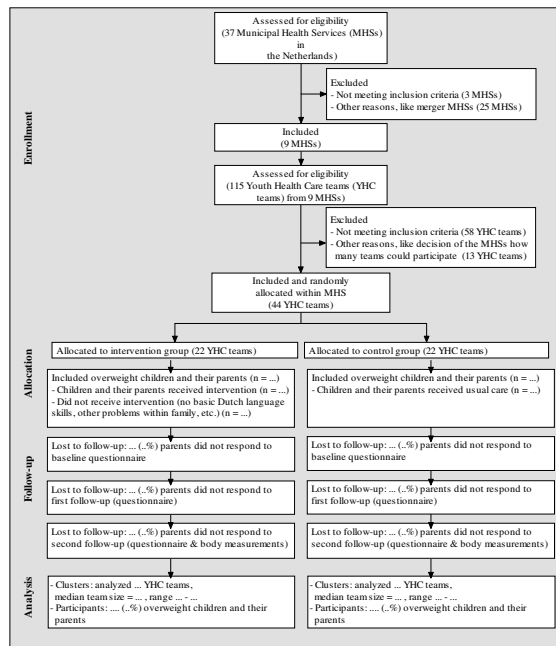 Assessed for eligibility
(37 Municipal Health Services (MHSs)
in
the Netherlands)
Excluded
- Not meeting inclusion criteria (3 MHSs)
- Other reasons, like merger MHSs (25 MHSs)
Enrollment
Included
(9 MHSs)
Assessed for eligibility
(115 Youth Health Care teams (YHC
teams) from 9 MHSs)
Excluded
- Not meeting inclusion criteria (58 YHC teams)
- Other reasons, like decision of the MHSs how
many teams could participate (13 YHC teams)
Included and randomly
allocated within MHS
(44 YHC teams)
Allocation
Allocated to intervention group (22 YHC teams)
Included overweight children and their parents (n = ...)
- Children and their parents received intervention (n = ...)
- Did not receive intervention (no basic Dutch language
skills, other problems within family, etc.) (n = ...)
Allocated to control group (22 YHC teams)
Included overweight children and their parents (n = ...)
- Children and their parents received usual care (n = ...)
Follow-up
Lost to follow-up: ... (..%) parents did not respond to
baseline questionnaire
Lost to follow-up: ... (..%) parents did not respond to
baseline questionnaire
Lost to follow-up: ... (..%) parents did not respond to
first follow-up (questionnaire)
Lost to follow-up: ... (..%) parents did not respond to
first follow-up (questionnaire)
Lost to follow-up: ... (..%) parents did not respond to
second follow-up (questionnaire & body measurements)
Lost to follow-up: ... (..%) parents did not respond to
second follow-up (questionnaire & body measurements)
Analysis
- Clusters: analyzed ... YHC teams,
median team size = ... , range ... - ...
- Participants: .... (..%) overweight children and their
parents
- Clusters: analyzed ... YHC teams,
median team size = ... , range ... - ...
- Participants: .... (..%) overweight children and their
parents